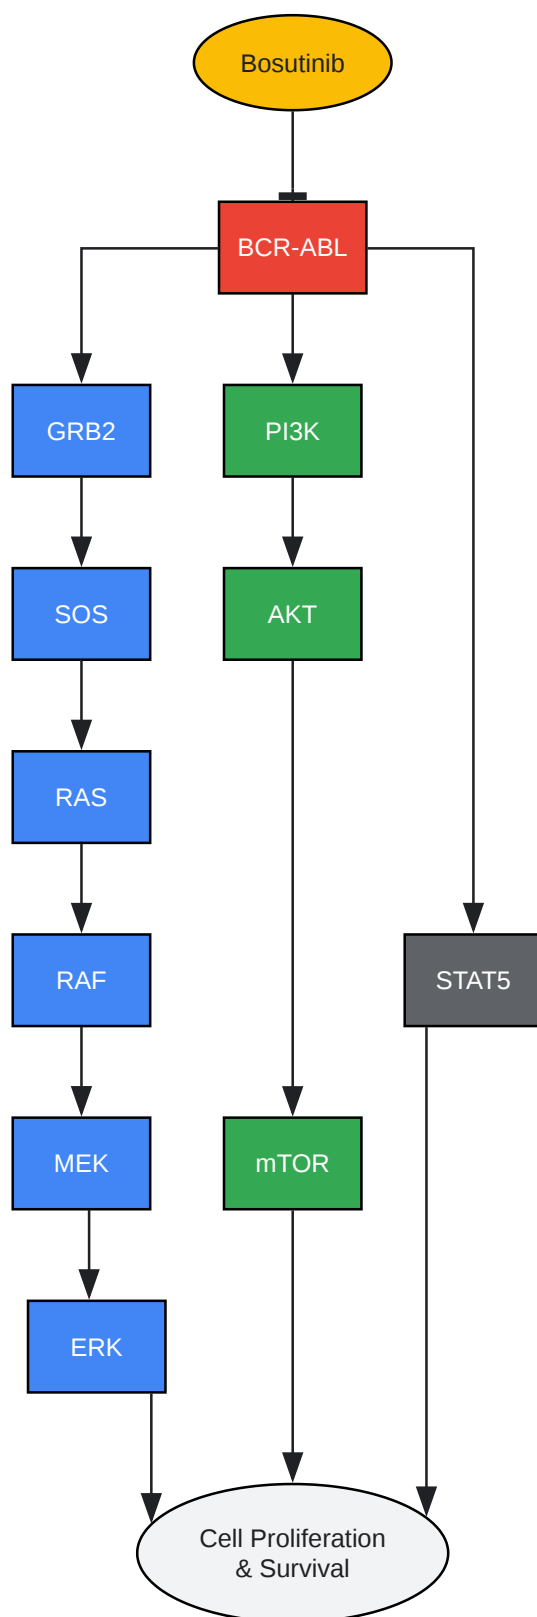 Bosutinib
BCR-ABL
GRB2
PI3K
SOS
AKT
RAS
RAF
STAT5
MEK
mTOR
ERK
Cell Proliferation
& Survival